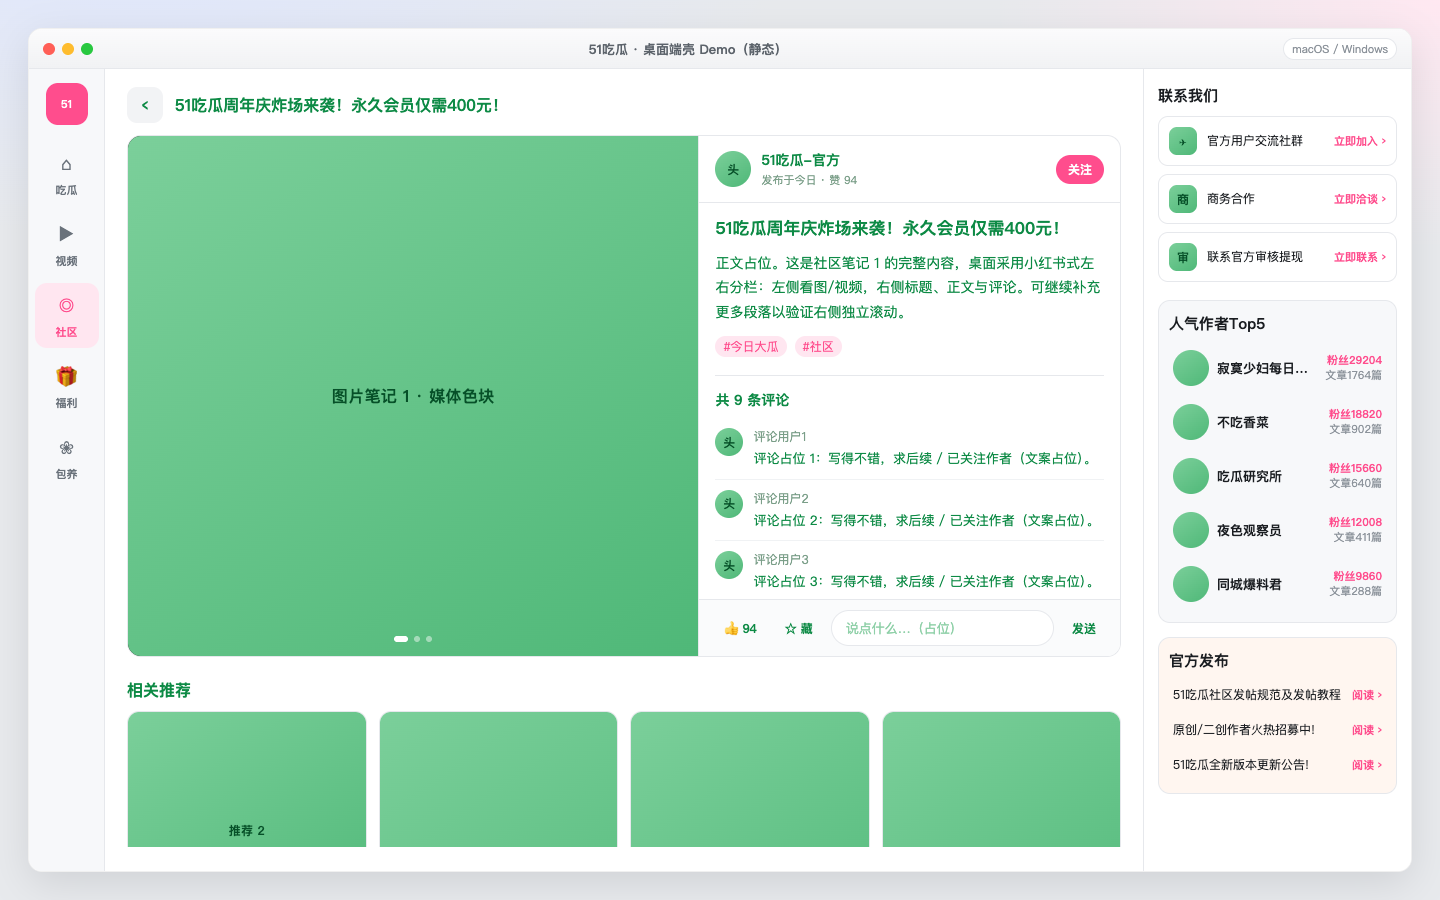 51吃瓜 · 桌面端壳 Demo（静态）
macOS / Windows
51
吃瓜
视频
社区
福利
包养
51吃瓜周年庆炸场来袭！永久会员仅需400元！
图片笔记 1 · 媒体色块
头
51吃瓜-官方
发布于今日 · 赞 94
关注
51吃瓜周年庆炸场来袭！永久会员仅需400元！
正文占位。这是社区笔记 1 的完整内容，桌面采用小红书式左
右分栏：左侧看图/视频，右侧标题、正文与评论。可继续补充
更多段落以验证右侧独立滚动。
#今日大瓜 #社区
共 9 条评论
头
评论用户1
评论占位 1：写得不错，求后续 / 已关注作者（文案占位）。
头
评论用户2
评论占位 2：写得不错，求后续 / 已关注作者（文案占位）。
头
评论用户3
评论占位 3：写得不错，求后续 / 已关注作者（文案占位）。
👍 94 ☆ 藏 说点什么...（占位） 发送
相关推荐
推荐 2
联系我们
官方用户交流社群 立即加入 ›
商 商务合作 立即洽谈 ›
审 联系官方审核提现 立即联系 ›
人气作者Top5
寂寞少妇每日... 粉丝29204
文章1764篇
不吃香菜 粉丝18820
文章902篇
吃瓜研究所 粉丝15660
文章640篇
夜色观察员 粉丝12008
文章411篇
同城爆料君 粉丝9860
文章288篇
官方发布
51吃瓜社区发帖规范及发帖教程 阅读 ›
原创/二创作者火热招募中! 阅读 ›
51吃瓜全新版本更新公告! 阅读 ›